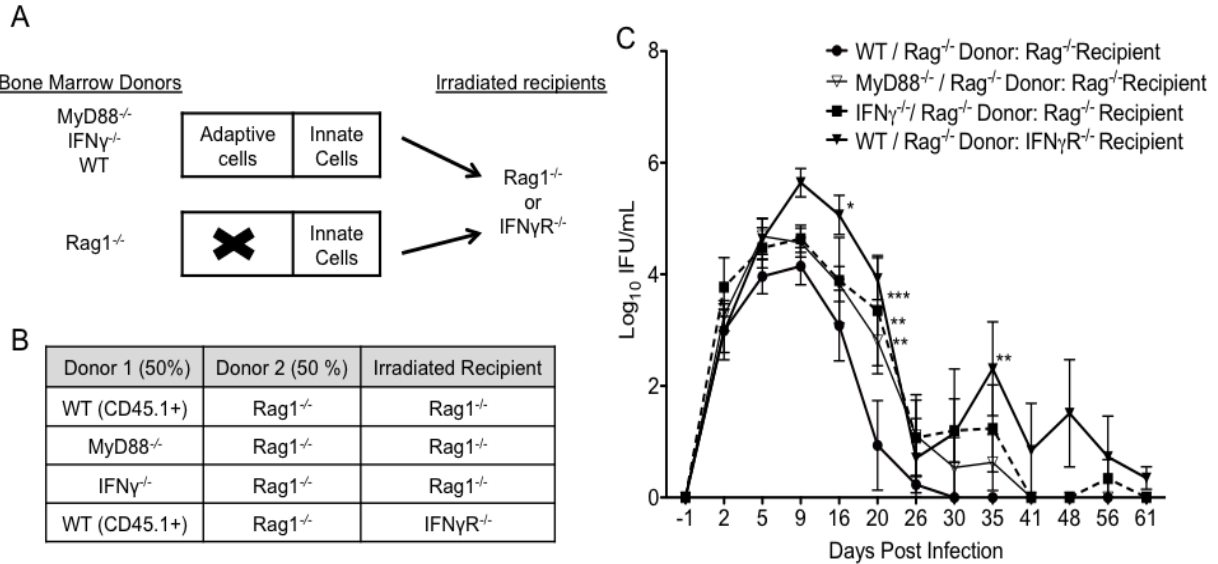 A
Bone Marrow Donors
Irradiated recipients
MyD88-/-
IFNγ-/-
WT
Adaptive cells
Innate Cells
Rag1-/-
or
IFNγR-/-
Rag1-/-
Innate Cells
B
Donor 1 (50%) Donor 2 (50 %) Irradiated Recipient
WT (CD45.1+) Rag1-/- Rag1-/-
MyD88-/- Rag1-/- Rag1-/-
IFNγ-/- Rag1-/- Rag1-/-
WT (CD45.1+) Rag1-/- IFNγR-/-
C
WT / Rag-/- Donor: Rag-/-Recipient
MyD88-/- / Rag-/- Donor: Rag-/-Recipient
IFNγ-/-/ Rag-/- Donor: Rag-/- Recipient
WT / Rag-/- Donor: IFNγR-/- Recipient
Log10 IFU/mL
8
6
4
2
0
*
***
**
**
**
-1 2 5 9 16 20 26 30 35 41 48 56 61
Days Post Infection